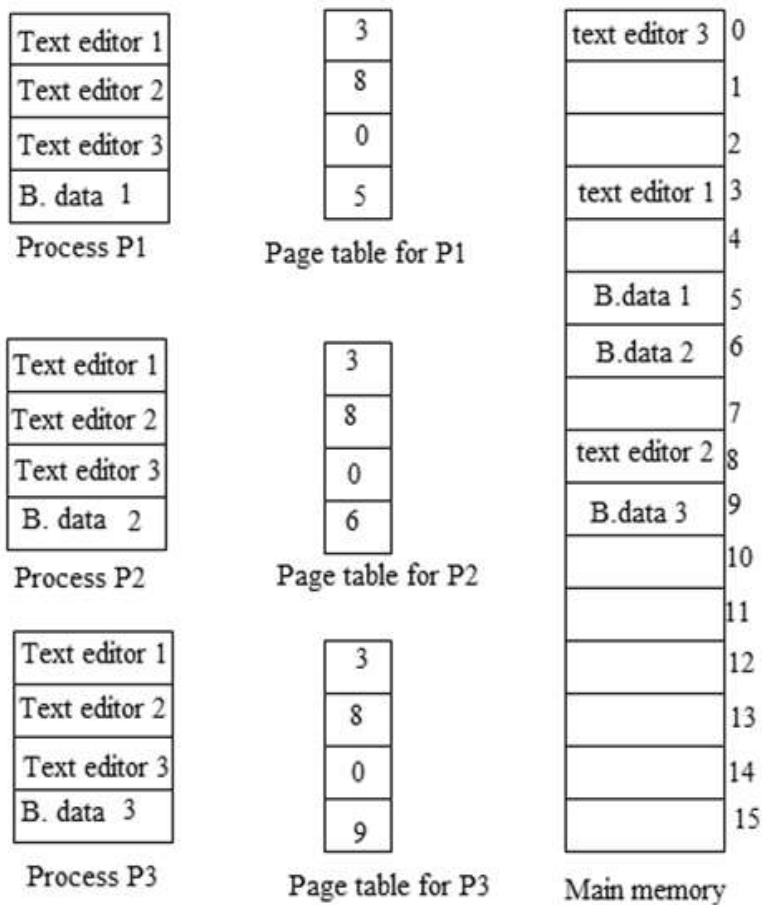 Text editor 1
Text editor 2
Text editor 3
B. data 1
Process P1
3
8
0
5
Page table for P1
Text editor 1
Text editor 2
Text editor 3
B. data 2
Process P2
3
8
0
6
Page table for P2
Text editor 1
Text editor 2
Text editor 3
B. data 3
Process P3
3
8
0
9
Page table for P3
text editor 3 0
1
2
text editor 1 3
4
B.data 1 5
B.data 2 6
7
text editor 2 8
B.data 3 9
10
11
12
13
14
15
Main memory